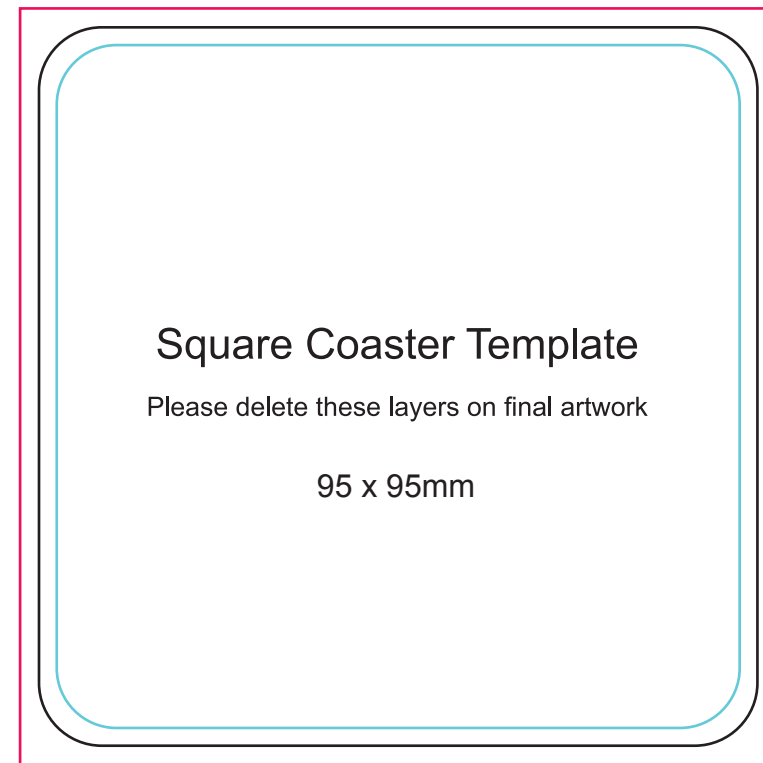 Square Coaster Template
Please delete these layers on final artwork
95 x 95mm